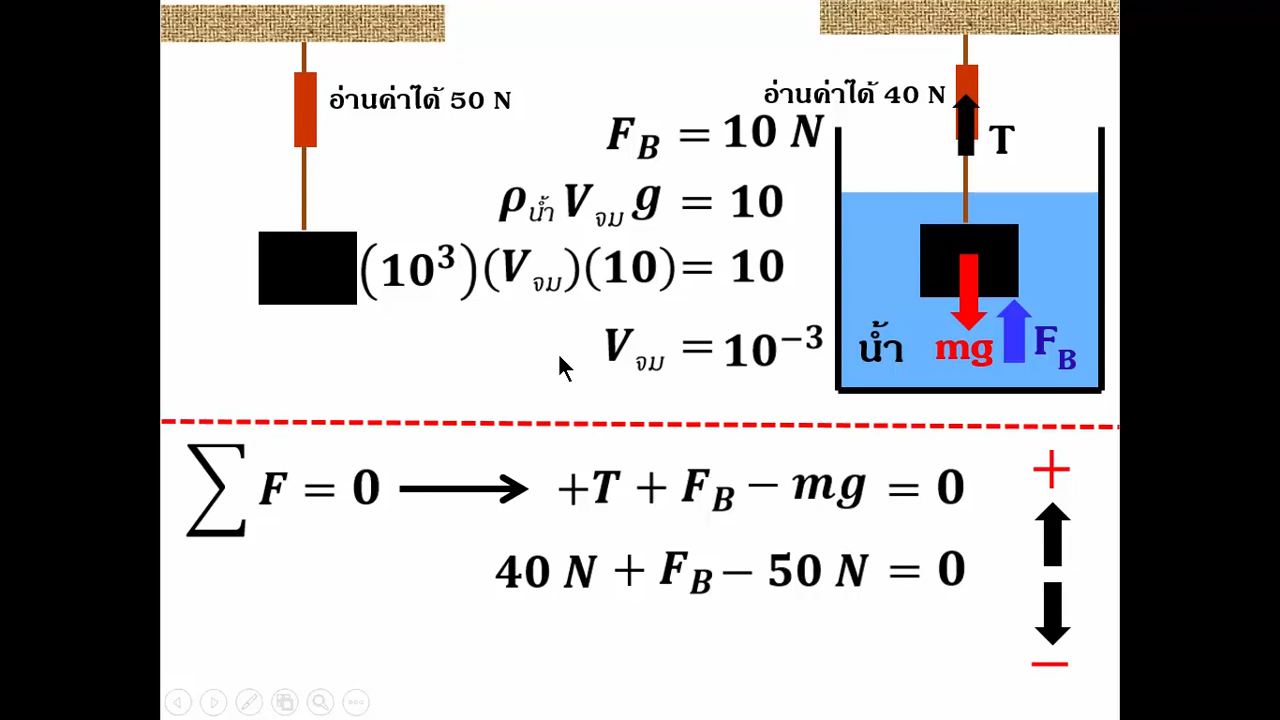 อ่านค่าได้ 50 N
อ่านค่าได้ 40 N
T
F_B = 10 N
ρ_น้ำ V_จม g = 10
(10³)(V_จม)(10) = 10
V_จม = 10⁻³
น้ำ
mg
F_B
∑ F = 0 ⟶ +T + F_B − mg = 0
40 N + F_B − 50 N = 0
+
−